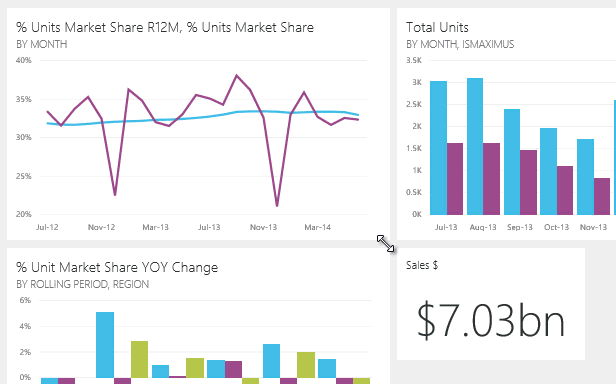 % Units Market Share R12M, % Units Market Share
BY MONTH
40%
35%
30%
25%
20%
Jul-12
Nov-12
Mar-13
Jul-13
Nov-13
Mar-14
Total Units
BY MONTH, ISMAXIMUS
3.5K
3K
2.5K
2K
1.5K
1K
0.5K
0K
Jul-13
Aug-13
Sep-13
Oct-13
Nov-13
% Unit Market Share YOY Change
BY ROLLING PERIOD, REGION
6%
4%
2%
0%
Sales $
$7.03bn